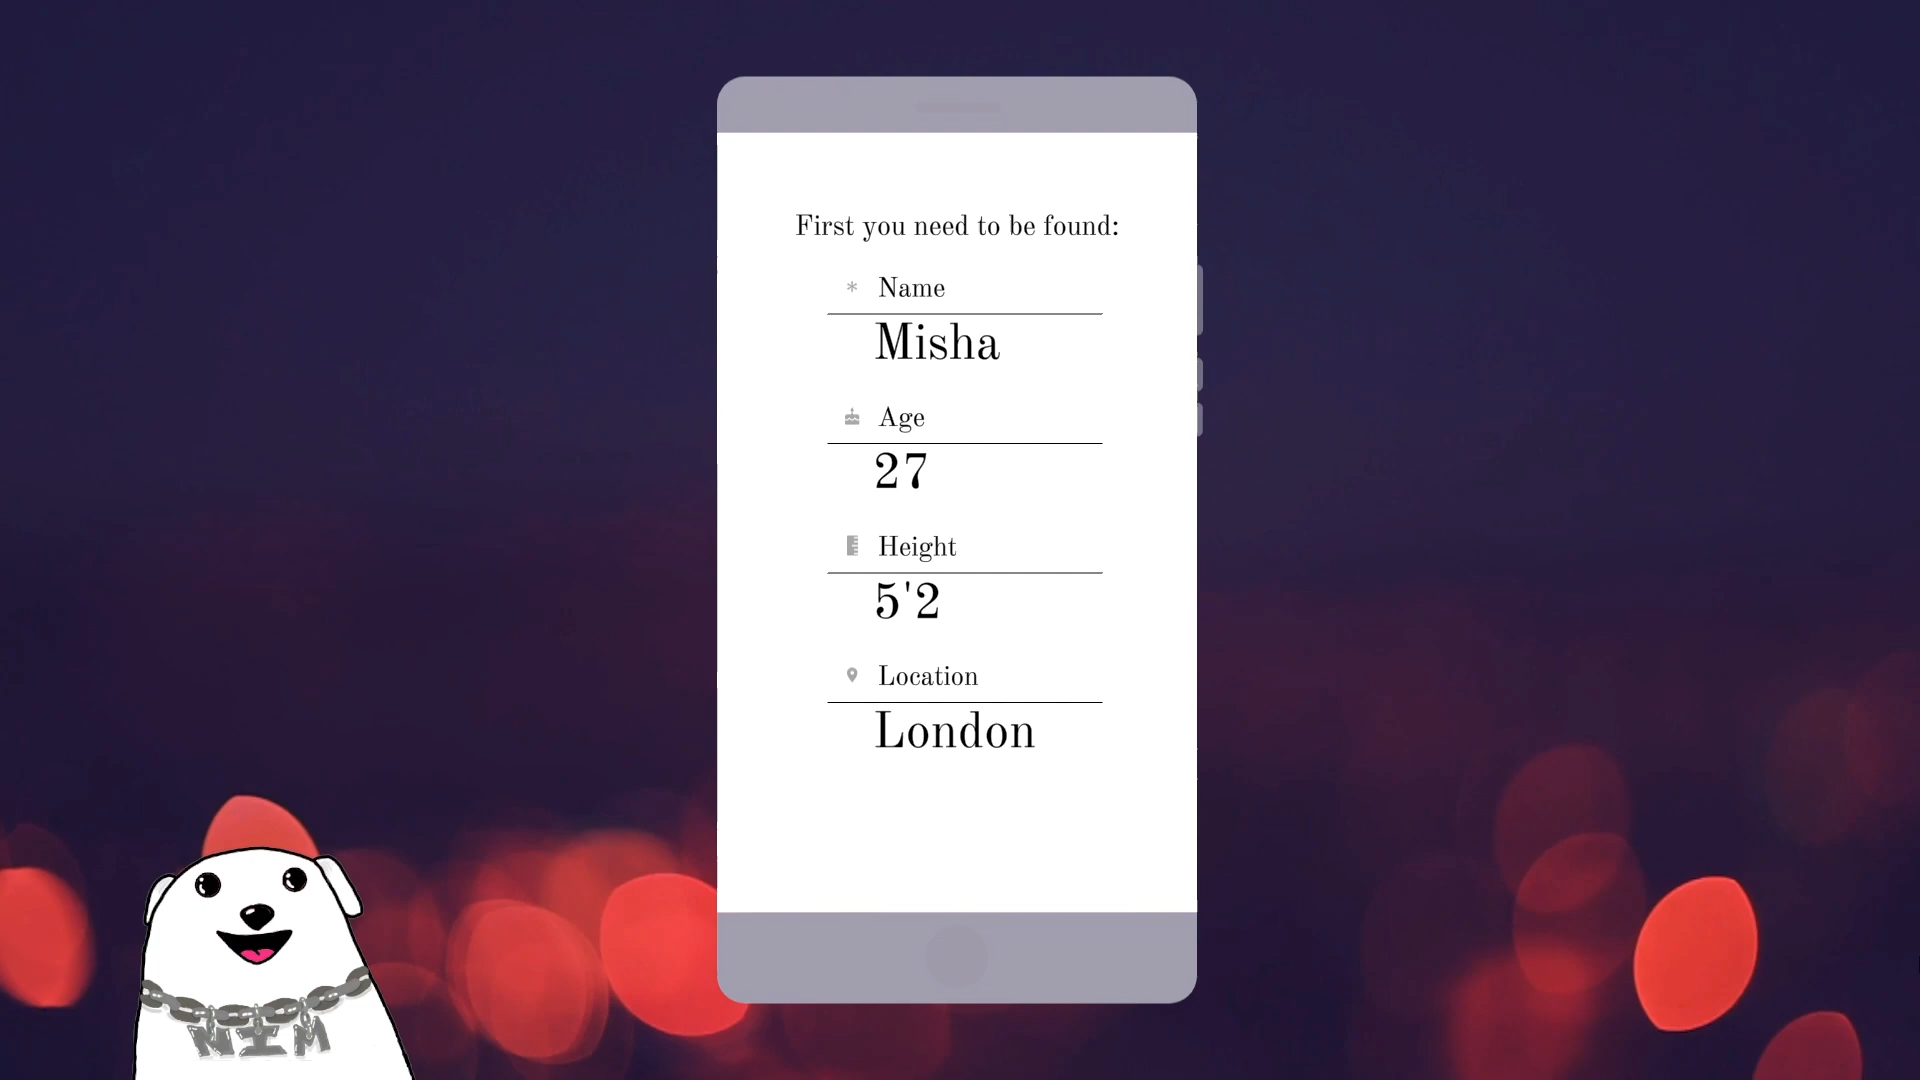 First you need to be found:
* Name
Misha
Age
27
Height
5'2
Location
London
NIM